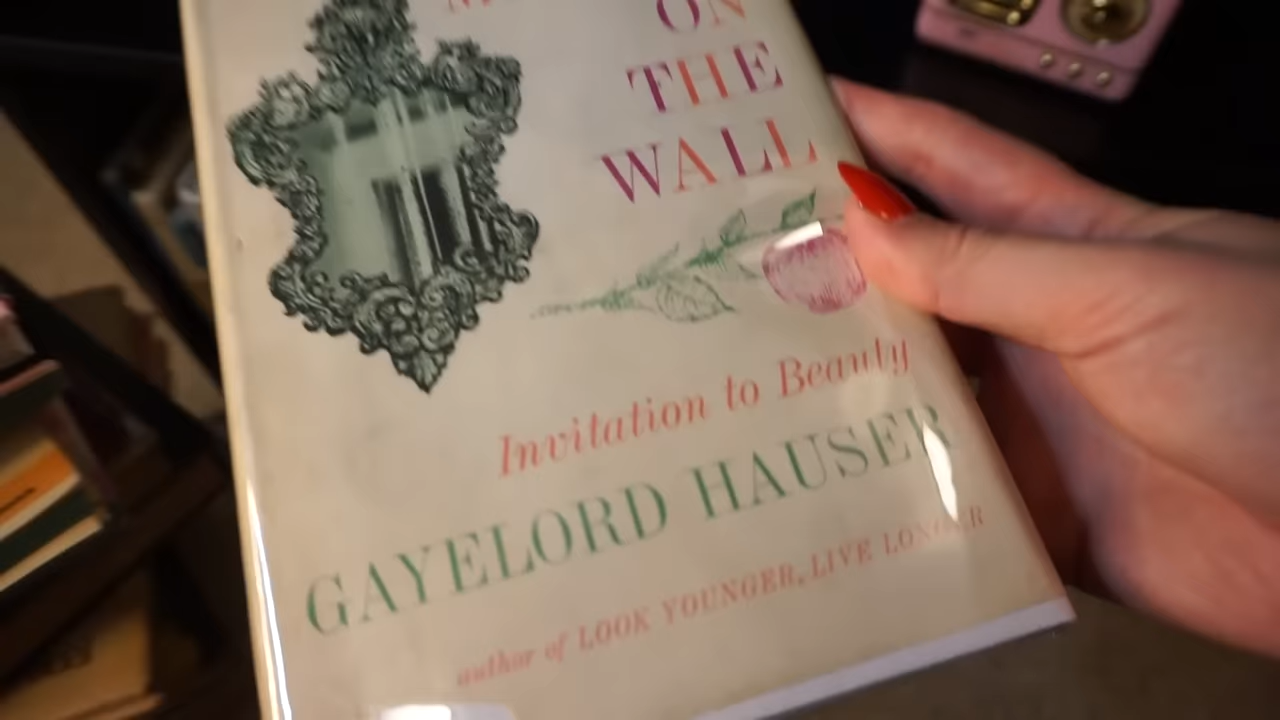 ON
THE
WALL
Invitation to Beauty
GAYELORD HAUSER
author of LOOK YOUNGER, LIVE LONGER